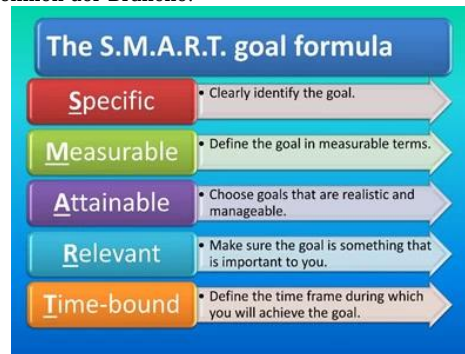 The S.M.A.R.T. goal formula
Specific
• Clearly identify the goal.
Measurable
• Define the goal in measurable terms.
Attainable
• Choose goals that are realistic and
manageable.
Relevant
• Make sure the goal is something that
is important to you.
Time-bound
• Define the time frame during which
you will achieve the goal.